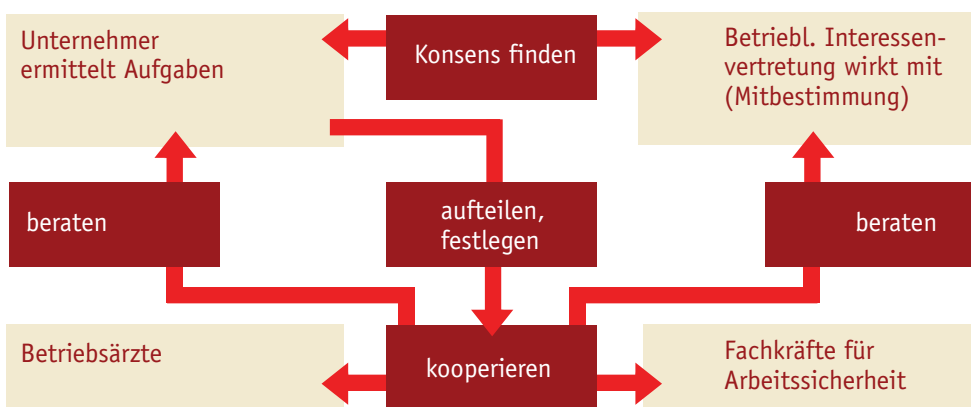 Unternehmer
ermittelt Aufgaben
Konsens finden
Betriebl. Interessen-
vertretung wirkt mit
(Mitbestimmung)
beraten
aufteilen,
festlegen
beraten
Betriebsärzte
kooperieren
Fachkräfte für
Arbeitssicherheit